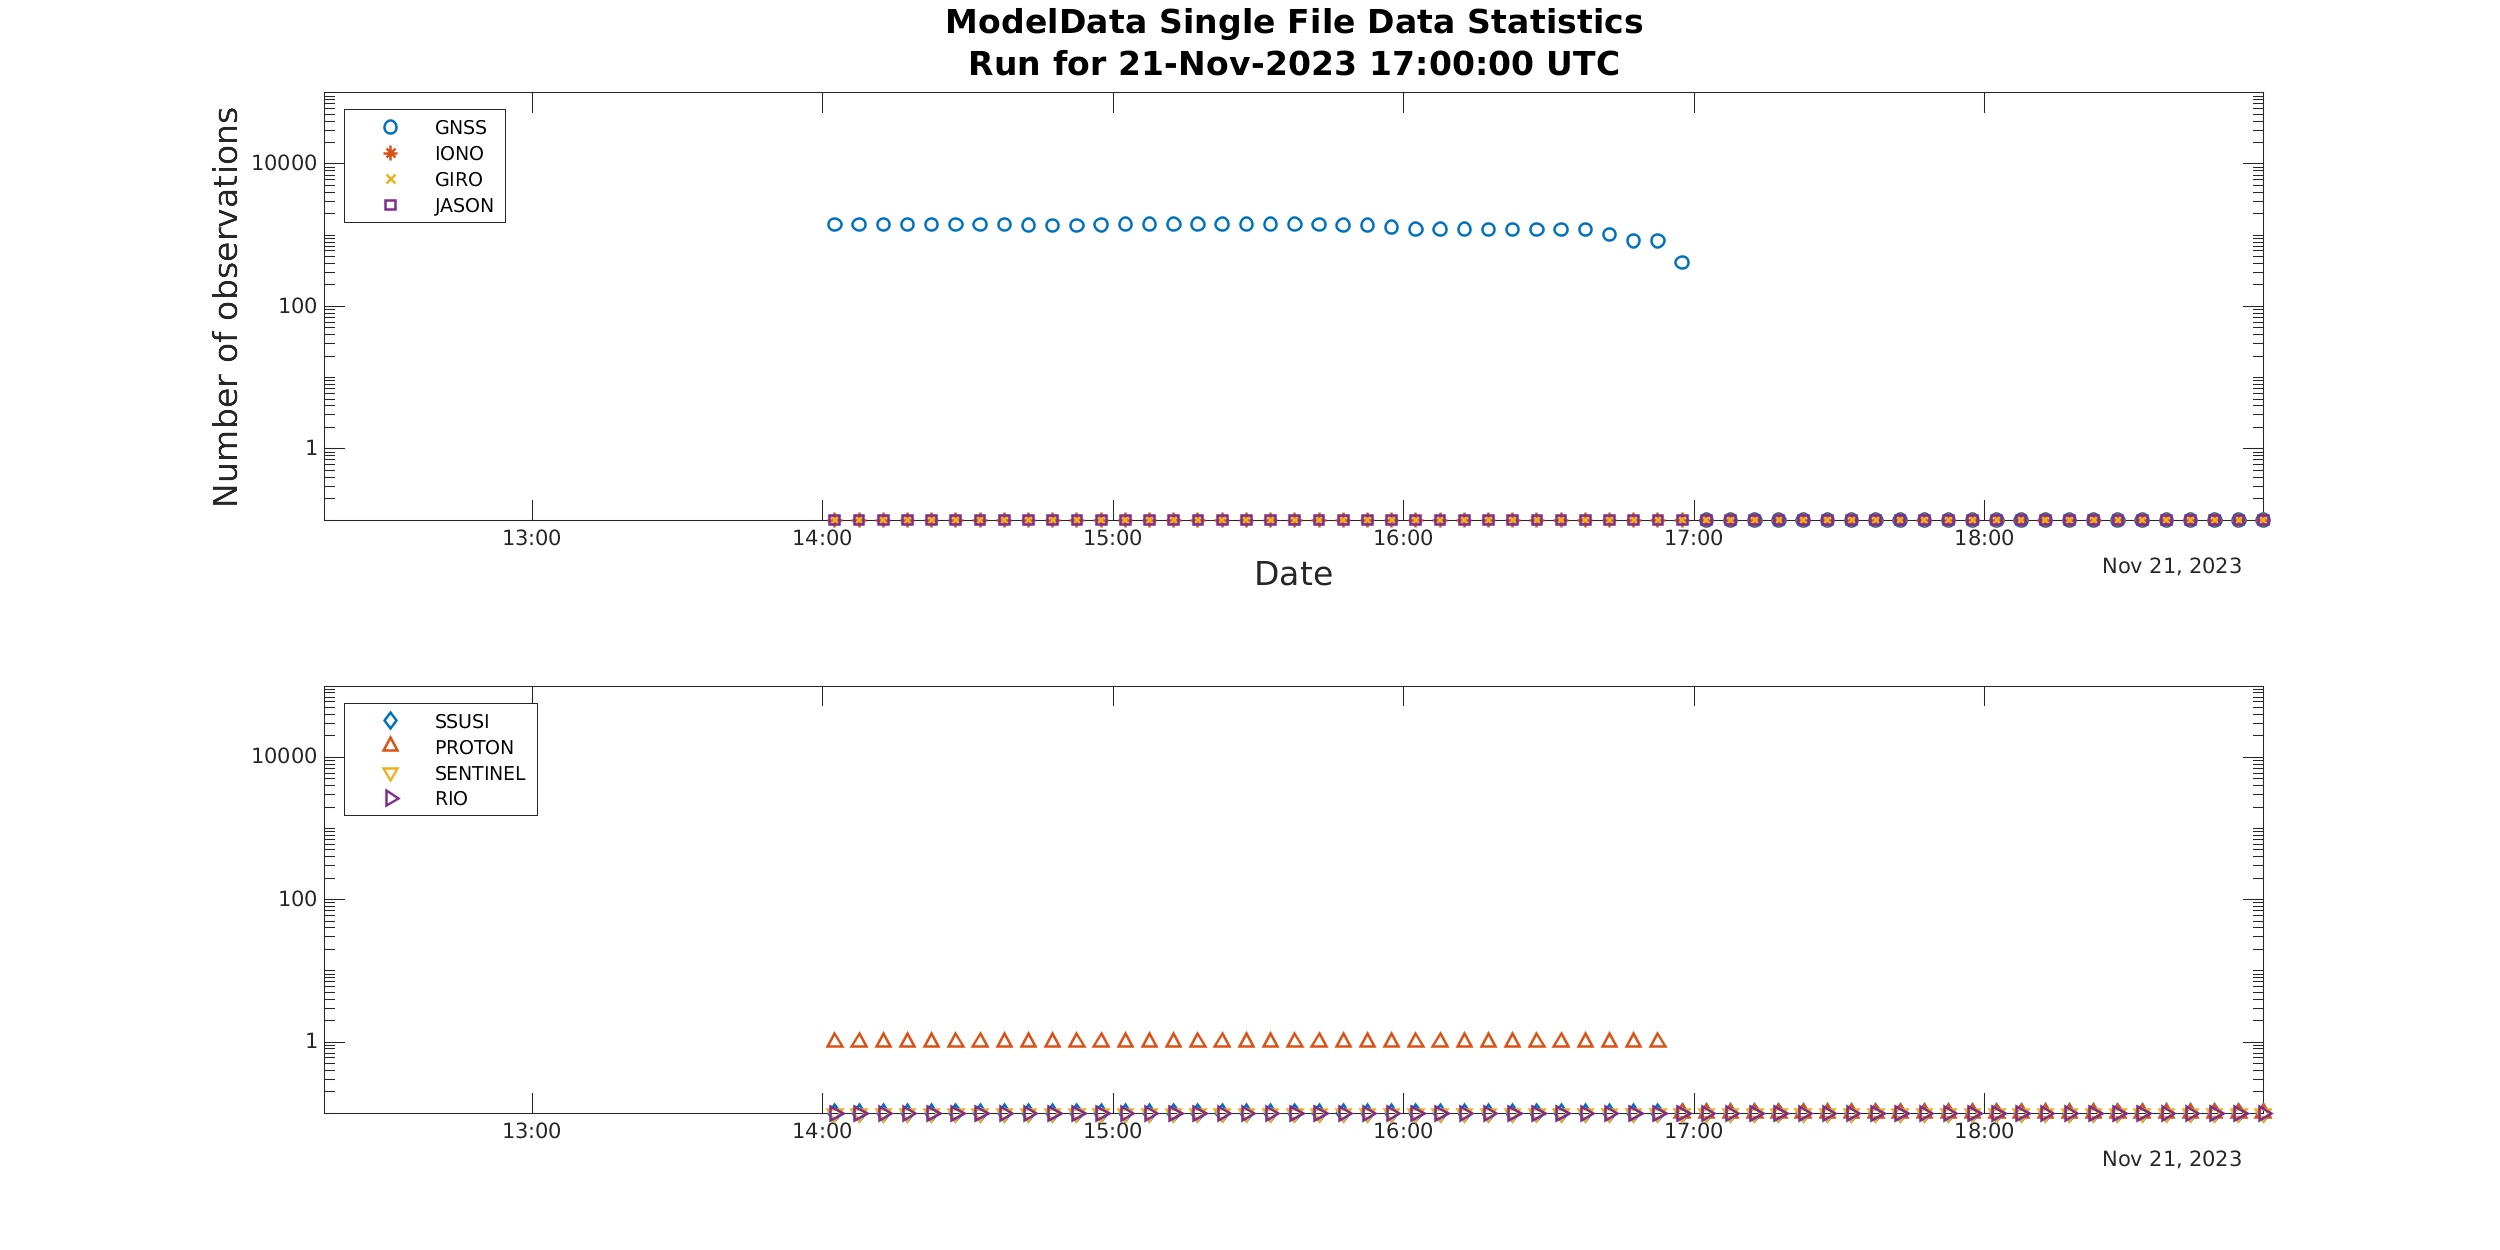 ModelData Single File Data Statistics
Run for 21-Nov-2023 17:00:00 UTC
Number of observations
10000
100
1
GNSS
IONO
GIRO
JASON
13:00 14:00 15:00 16:00 17:00 18:00
Date
Nov 21, 2023
10000
100
1
SSUSI
PROTON
SENTINEL
RIO
13:00 14:00 15:00 16:00 17:00 18:00
Nov 21, 2023